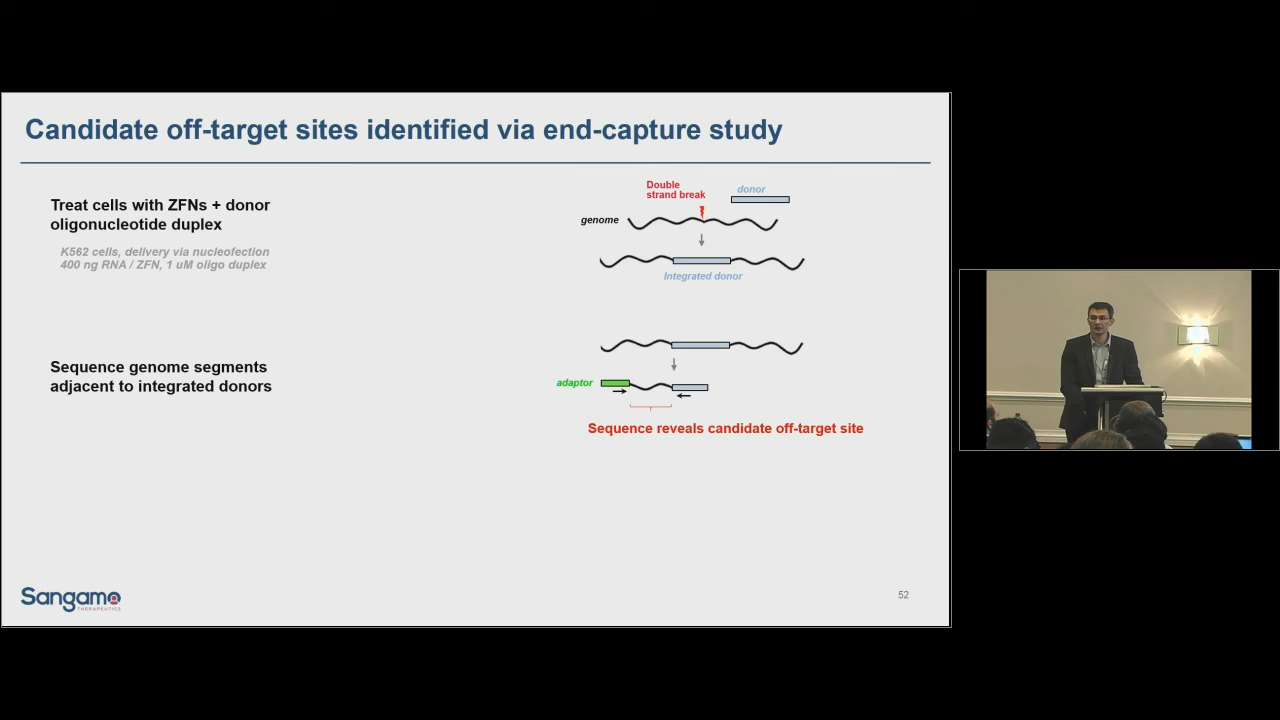 Candidate off-target sites identified via end-capture study
Treat cells with ZFNs + donor
oligonucleotide duplex
K562 cells, delivery via nucleofection
400 ng RNA / ZFN, 1 uM oligo duplex
Double
strand break
donor
genome
Integrated donor
Sequence genome segments
adjacent to integrated donors
adaptor
Sequence reveals candidate off-target site
Sangamo
THERAPEUTICS
52